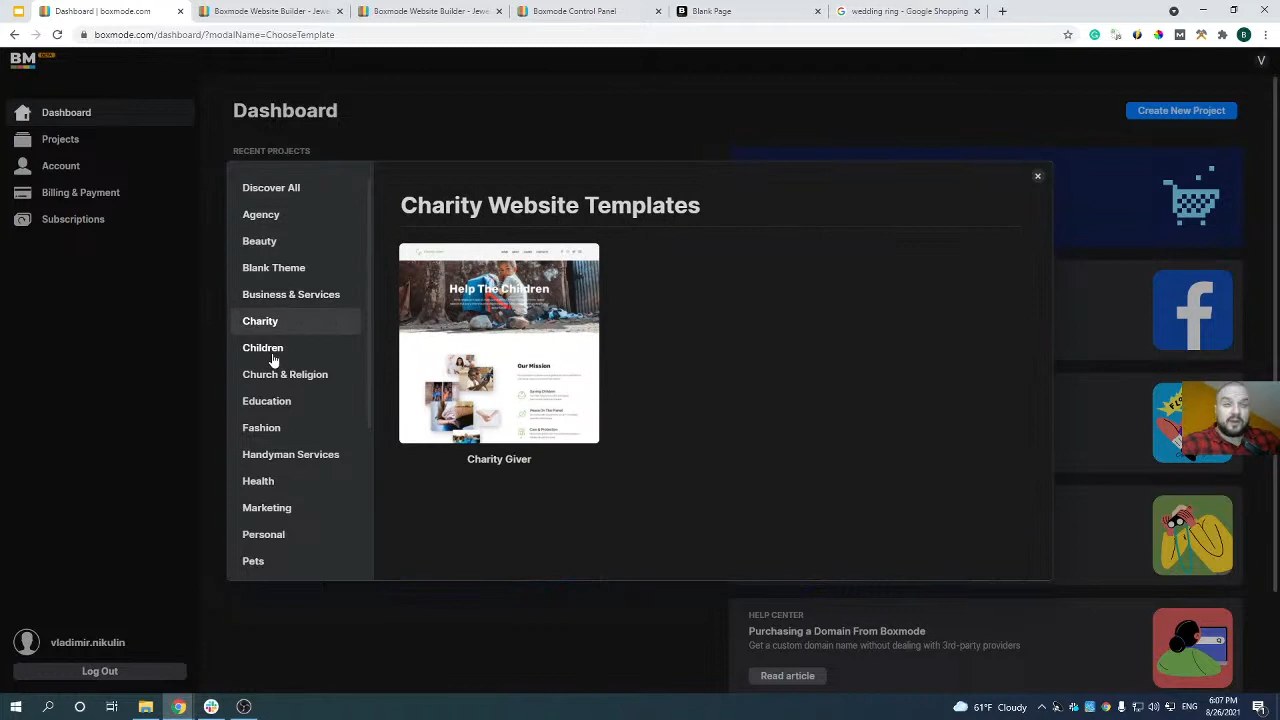 Dashboard boxmode.com
Boxmode Website Builder - Jewe
Boxmode Website Builder - Jewe
Boxmode Control Panel
Blank Page
wedding ring - Google Shopping
boxmode.com/dashboard/?modalName=ChooseTemplate
B
BM
BETA
V
Dashboard
Projects
Account
Billing & Payment
Subscriptions
Dashboard
Create New Project
RECENT PROJECTS
Discover All
Agency
Beauty
Blank Theme
Business & Services
Charity
Children
Church & Religion
Education
Fashion
Handyman Services
Health
Marketing
Personal
Pets
Charity Website Templates
Help The Children
Our Mission
Charity Giver
HELP CENTER
Purchasing a Domain From Boxmode
Get a custom domain name without dealing with 3rd-party providers
Read article
vladimir.nikulin
Log Out
61°F Cloudy
6:07 PM
8/26/2021